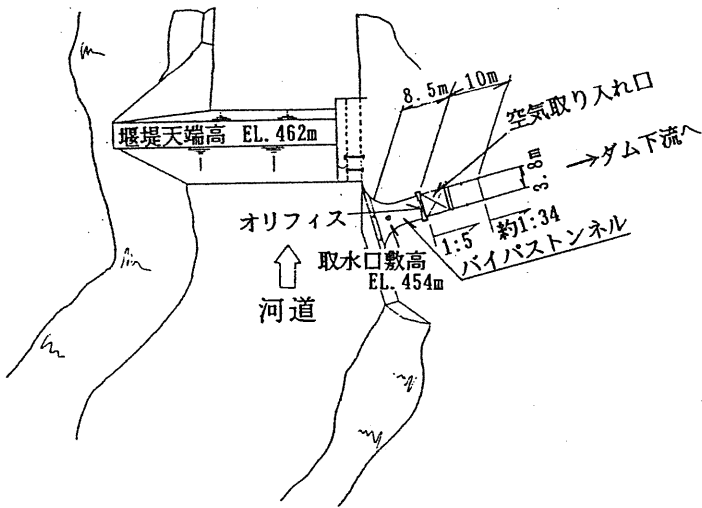 8.5m 10m
空気取り入れ口
堰堤天端高 EL. 462m
3.8m
→ダム下流へ
オリフィス
1:5
約1:34
取水口敷高
EL. 454m
バイパストンネル
河道